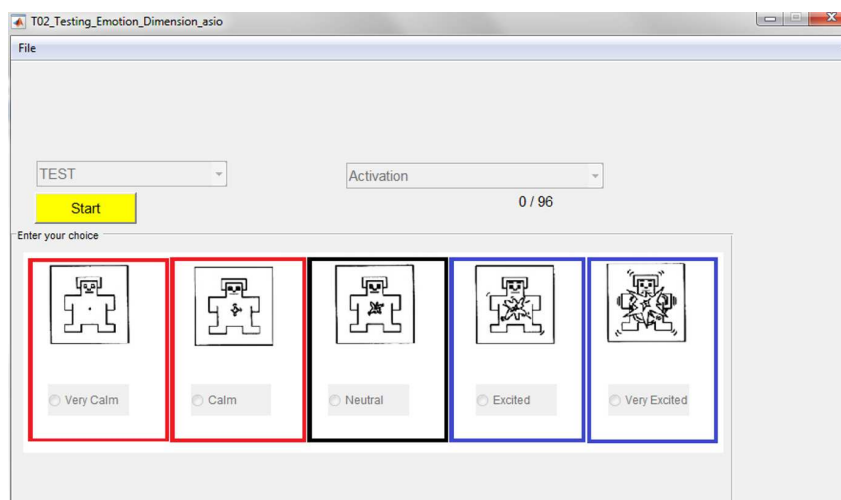 T02_Testing_Emotion_Dimension_asio
File
TEST
Activation
Start
0 / 96
Enter your choice
Very Calm
Calm
Neutral
Excited
Very Excited